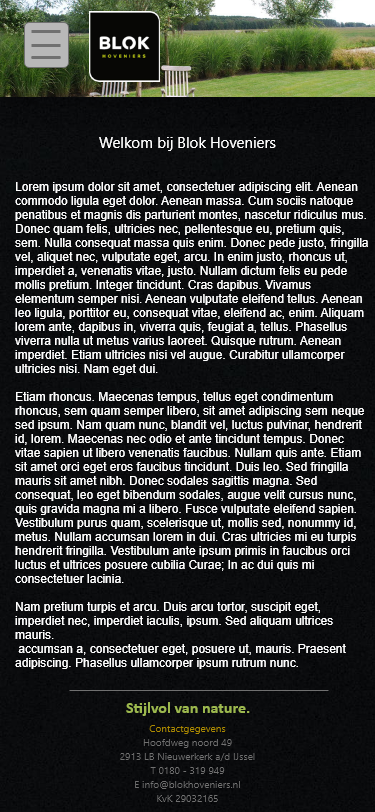 BLOK
HOVENIERS
Welkom bij Blok Hoveniers
Lorem ipsum dolor sit amet, consectetuer adipiscing elit. Aenean
commodo ligula eget dolor. Aenean massa. Cum sociis natoque
penatibus et magnis dis parturient montes, nascetur ridiculus mus.
Donec quam felis, ultricies nec, pellentesque eu, pretium quis,
sem. Nulla consequat massa quis enim. Donec pede justo, fringilla
vel, aliquet nec, vulputate eget, arcu. In enim justo, rhoncus ut,
imperdiet a, venenatis vitae, justo. Nullam dictum felis eu pede
mollis pretium. Integer tincidunt. Cras dapibus. Vivamus
elementum semper nisi. Aenean vulputate eleifend tellus. Aenean
leo ligula, porttitor eu, consequat vitae, eleifend ac, enim. Aliquam
lorem ante, dapibus in, viverra quis, feugiat a, tellus. Phasellus
viverra nulla ut metus varius laoreet. Quisque rutrum. Aenean
imperdiet. Etiam ultricies nisi vel augue. Curabitur ullamcorper
ultricies nisi. Nam eget dui.
Etiam rhoncus. Maecenas tempus, tellus eget condimentum
rhoncus, sem quam semper libero, sit amet adipiscing sem neque
sed ipsum. Nam quam nunc, blandit vel, luctus pulvinar, hendrerit
id, lorem. Maecenas nec odio et ante tincidunt tempus. Donec
vitae sapien ut libero venenatis faucibus. Nullam quis ante. Etiam
sit amet orci eget eros faucibus tincidunt. Duis leo. Sed fringilla
mauris sit amet nibh. Donec sodales sagittis magna. Sed
consequat, leo eget bibendum sodales, augue velit cursus nunc,
quis gravida magna mi a libero. Fusce vulputate eleifend sapien.
Vestibulum purus quam, scelerisque ut, mollis sed, nonummy id,
metus. Nullam accumsan lorem in dui. Cras ultricies mi eu turpis
hendrerit fringilla. Vestibulum ante ipsum primis in faucibus orci
luctus et ultrices posuere cubilia Curae; In ac dui quis mi
consectetuer lacinia.
Nam pretium turpis et arcu. Duis arcu tortor, suscipit eget,
imperdiet nec, imperdiet iaculis, ipsum. Sed aliquam ultrices
mauris.
accumsan a, consectetuer eget, posuere ut, mauris. Praesent
adipiscing. Phasellus ullamcorper ipsum rutrum nunc.
Stijlvol van nature.
Contactgegevens
Hoofdweg noord 49
2913 LB Nieuwerkerk a/d IJssel
T 0180 - 319 949
E info@blokhoveniers.nl
KvK 29032165